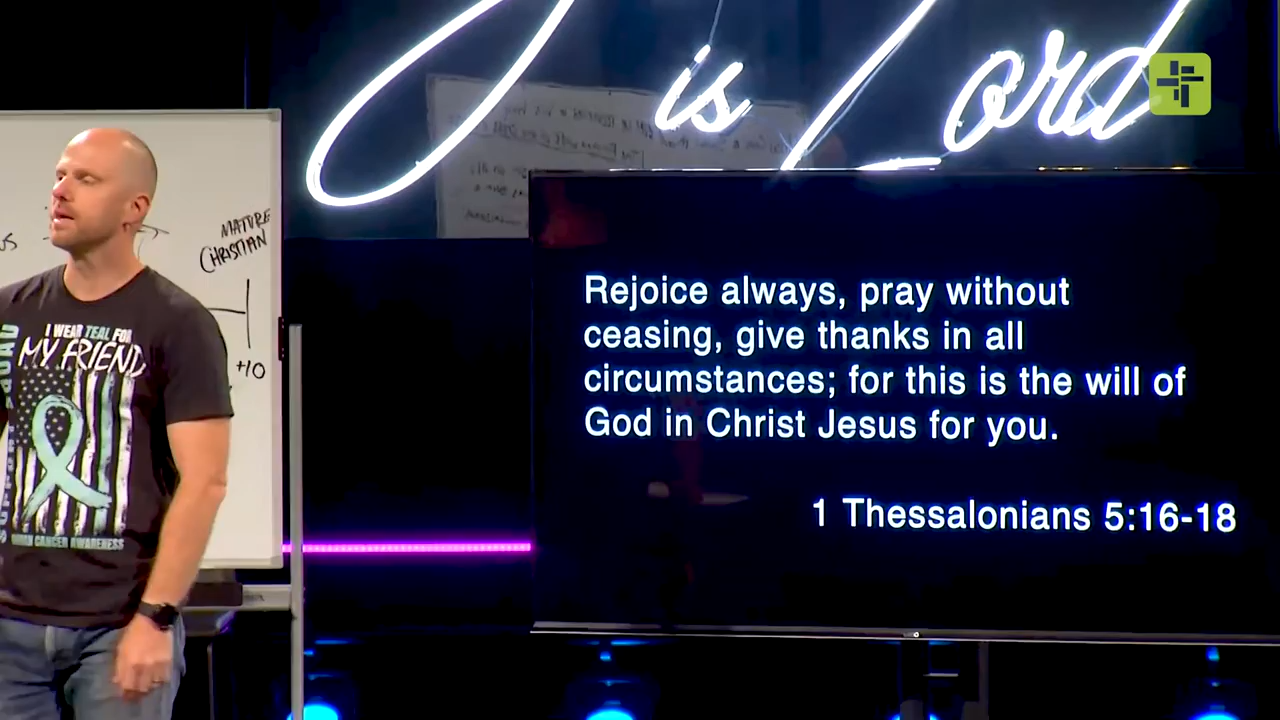 is Lord
US
MATURE
CHRISTIAN
+10
I WEAR TEAL FOR
MY FRIEND
CANCER AWARENESS
Rejoice always, pray without
ceasing, give thanks in all
circumstances; for this is the will of
God in Christ Jesus for you.
1 Thessalonians 5:16-18